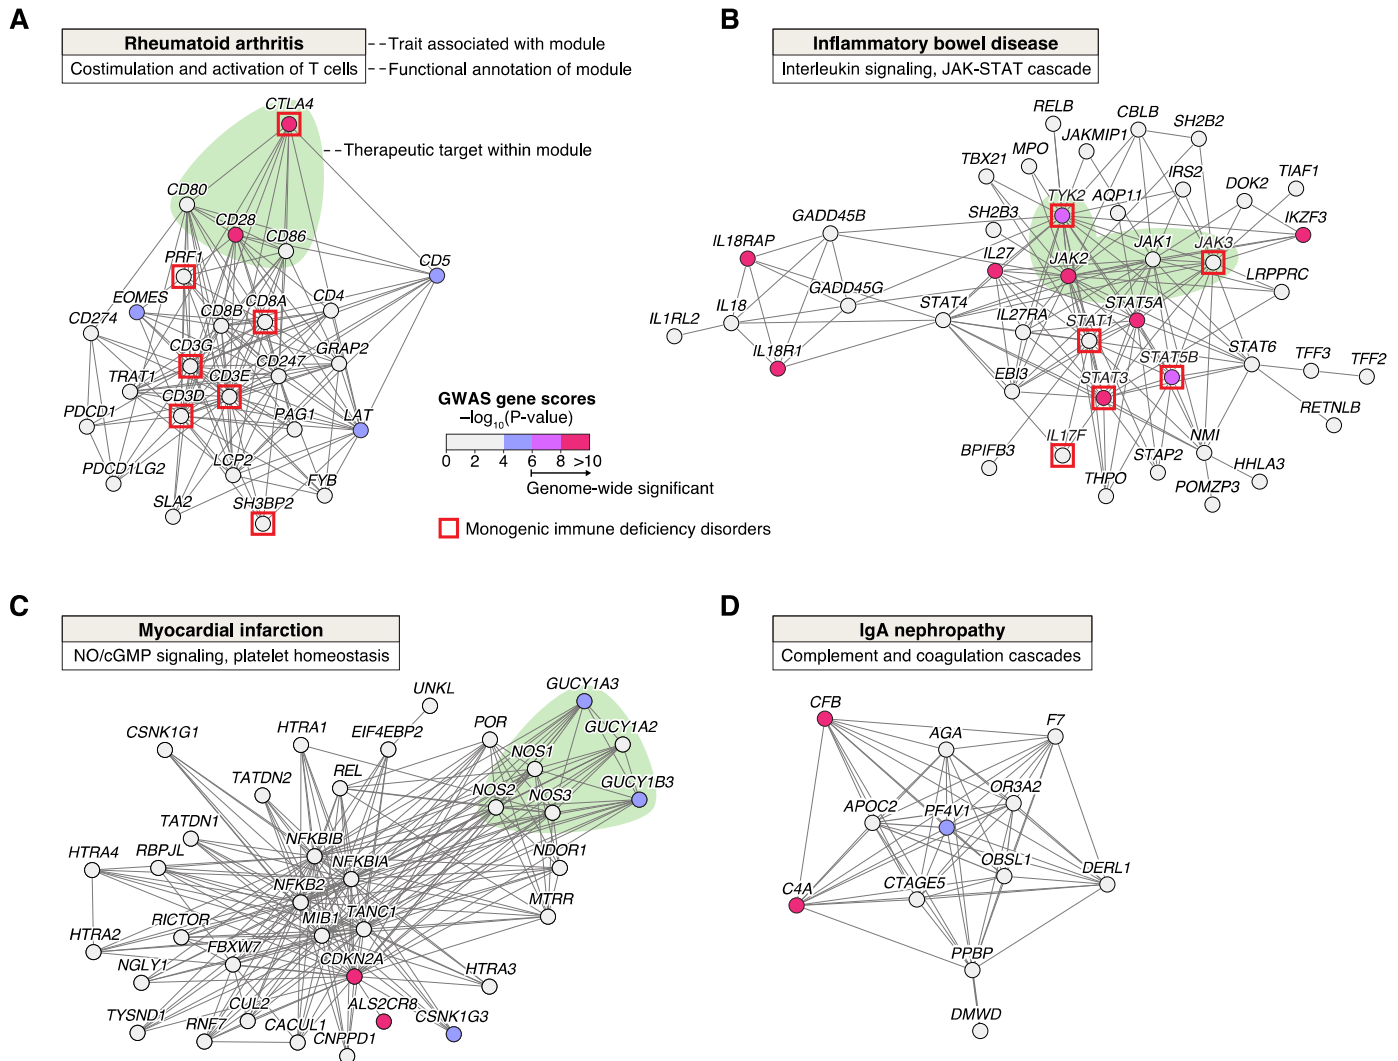 A
Rheumatoid arthritis
Costimulation and activation of T cells
Trait associated with module
Functional annotation of module
CTLA4
Therapeutic target within module
CD80
CD28
CD86
PRF1
CD5
EOMES
CD8A
CD4
CD274
CD8B
CD3G
GRAP2
CD247
TRAT1
CD3E
CD3D
PDCD1
PAG1
LAT
LCP2
PDCD1LG2
FYB
SLA2
SH3BP2
GWAS gene scores
–log10(P-value)
0 2 4 6 8 >10
Genome-wide significant
Monogenic immune deficiency disorders
B
Inflammatory bowel disease
Interleukin signaling, JAK-STAT cascade
RELB
CBLB
SH2B2
JAKMIP1
MPO
TBX21
IRS2
TIAF1
DOK2
TYK2
AQP11
SH2B3
GADD45B
IKZF3
IL18RAP
IL27
JAK1
JAK3
JAK2
LRPPRC
GADD45G
IL18
STAT4
STAT5A
IL27RA
STAT1
IL1RL2
IL18R1
STAT6
STAT5B
TFF3
TFF2
EBI3
STAT3
RETNLB
IL17F
NMI
BPIFB3
STAP2
HHLA3
THPO
POMZP3
C
Myocardial infarction
NO/cGMP signaling, platelet homeostasis
UNKL
GUCY1A3
CSNK1G1
HTRA1
EIF4EBP2
POR
GUCY1A2
NOS1
TATDN2
REL
GUCY1B3
NOS2
NOS3
TATDN1
NFKBIB
HTRA4
RBPJL
NFKBIA
NDOR1
NFKB2
MTRR
RICTOR
MIB1
TANC1
HTRA2
FBXW7
CDKN2A
NGLY1
HTRA3
CUL2
ALS2CR8
TYSND1
RNF7
CACUL1
CSNK1G3
CNPPD1
D
IgA nephropathy
Complement and coagulation cascades
CFB
F7
AGA
OR3A2
APOC2
PF4V1
OBSL1
DERL1
C4A
CTAGE5
PPBP
DMWD